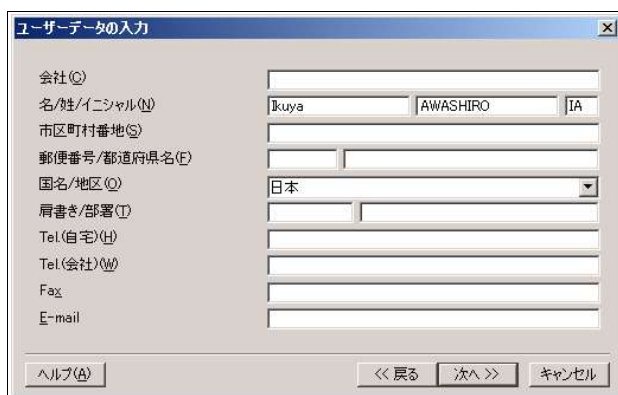 ユーザーデータの入力
会社(C)
名/姓/イニシャル(N) Ikuya AWASHIRO IA
市区町村番地(S)
郵便番号/都道府県名(F)
国名/地区(O) 日本
肩書き/部署(T)
Tel.(自宅)(H)
Tel.(会社)(W)
Fax
E-mail
ヘルプ(A) << 戻る 次へ >> キャンセル